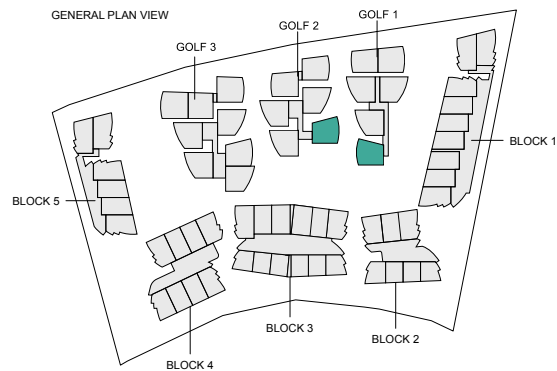 GENERAL PLAN VIEW
GOLF 1
GOLF 2
GOLF 3
BLOCK 1
BLOCK 5
BLOCK 3
BLOCK 2
BLOCK 4